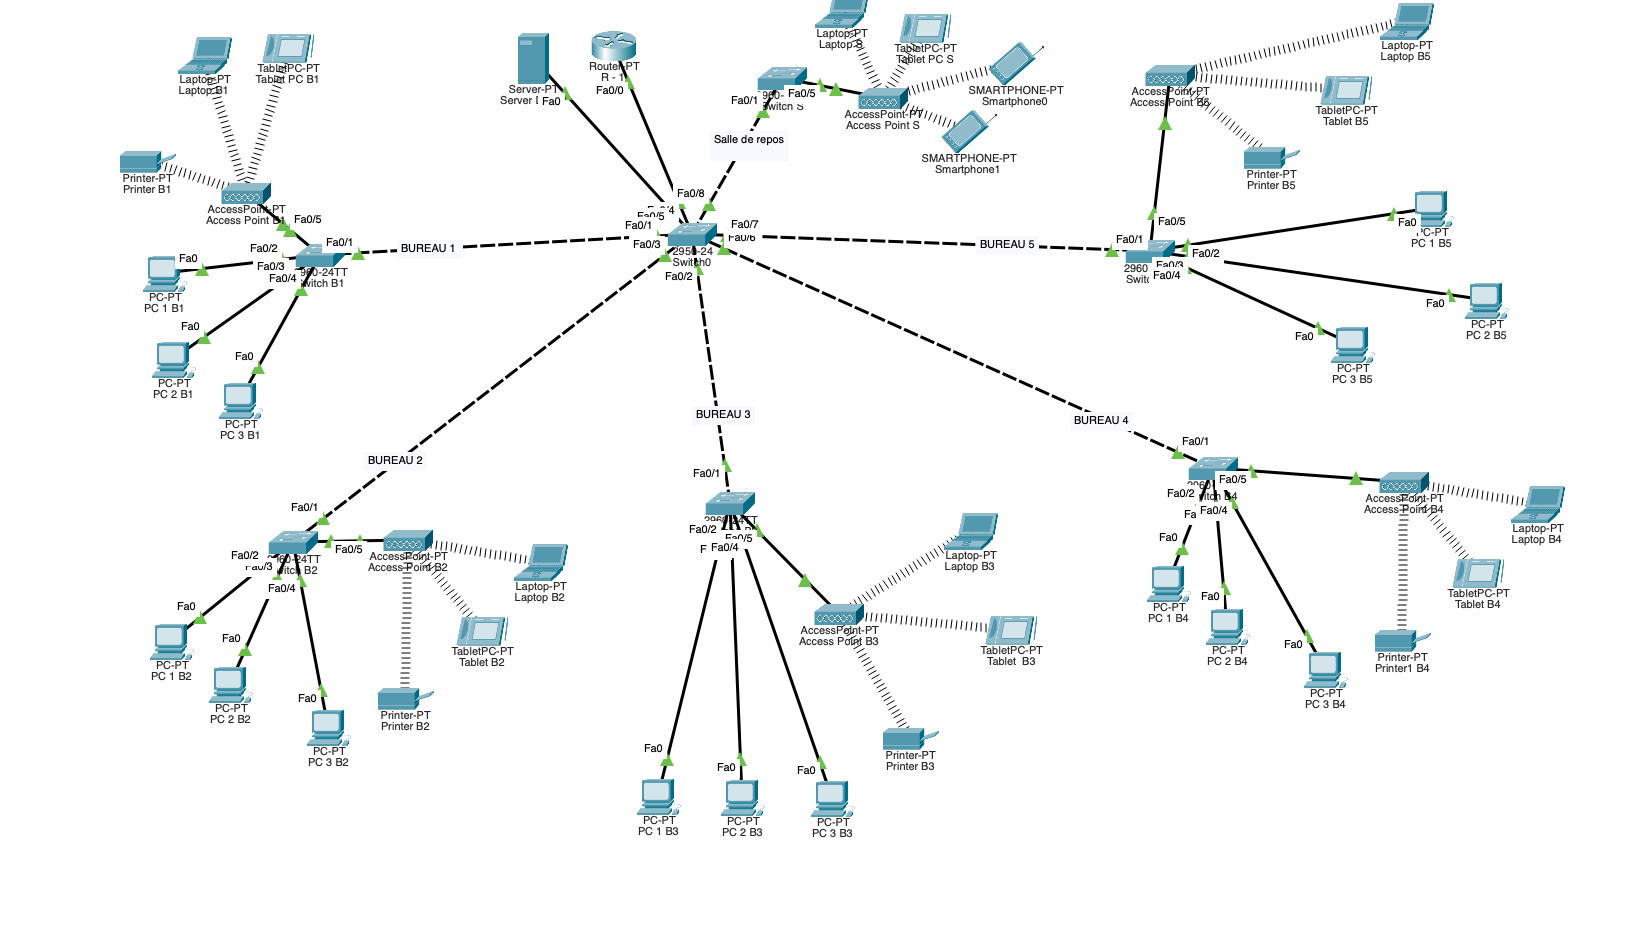 Laptop-PT
Laptop B1
TabletPC-PT
Tablet PC B1
Printer-PT
Printer B1
AccessPoint-PT
Access Point
Fa0/5
Fa0/1
Fa0/2
Fa0/3
Fa0/4
960-24TT
witch B1
Fa0
PC-PT
PC 1 B1
Fa0
PC-PT
PC 2 B1
Fa0
PC-PT
PC 3 B1
BUREAU 1
Server-PT
Server
Fa0
Router-PT
R - 1
Fa0/0
Laptop-PT
Laptop
TabletPC-PT
Tablet PC S
SMARTPHONE-PT
Smartphone0
SMARTPHONE-PT
Smartphone1
AccessPoint-PT
Access Point S
Fa0/1
Fa0/5
witch S
Salle de repos
Fa0/8
Fa0/5
Fa0/1
Fa0/3
Fa0/7
Fa0/6
Fa0/2
2950-24
Switch0
BUREAU 5
Laptop-PT
Laptop B5
AccessPoint-PT
Access Point B5
TabletPC-PT
Tablet B5
Printer-PT
Printer B5
Fa0/5
Fa0/1
Fa0/2
Fa0/3
Fa0/4
2960
Switc
Fa0
PC-PT
PC 1 B5
Fa0
PC-PT
PC 2 B5
Fa0
PC-PT
PC 3 B5
BUREAU 2
Fa0/1
Fa0/2
Fa0/3
Fa0/4
Fa0/5
960-24TT
witch B2
AccessPoint-PT
Access Point B2
Laptop-PT
Laptop B2
TabletPC-PT
Tablet B2
Printer-PT
Printer B2
Fa0
PC-PT
PC 1 B2
Fa0
PC-PT
PC 2 B2
Fa0
PC-PT
PC 3 B2
BUREAU 3
Fa0/1
Fa0/2
Fa0/5
Fa0/4
AccessPoint-PT
Access Point B3
Laptop-PT
Laptop B3
TabletPC-PT
Tablet B3
Printer-PT
Printer B3
Fa0
PC-PT
PC 1 B3
Fa0
PC-PT
PC 2 B3
Fa0
PC-PT
PC 3 B3
BUREAU 4
Fa0/1
Fa0/5
Fa0/2
Fa0/4
AccessPoint-PT
Access Point B4
Laptop-PT
Laptop B4
TabletPC-PT
Tablet B4
Printer-PT
Printer1 B4
Fa0
PC-PT
PC 1 B4
Fa0
PC-PT
PC 2 B4
Fa0
PC-PT
PC 3 B4